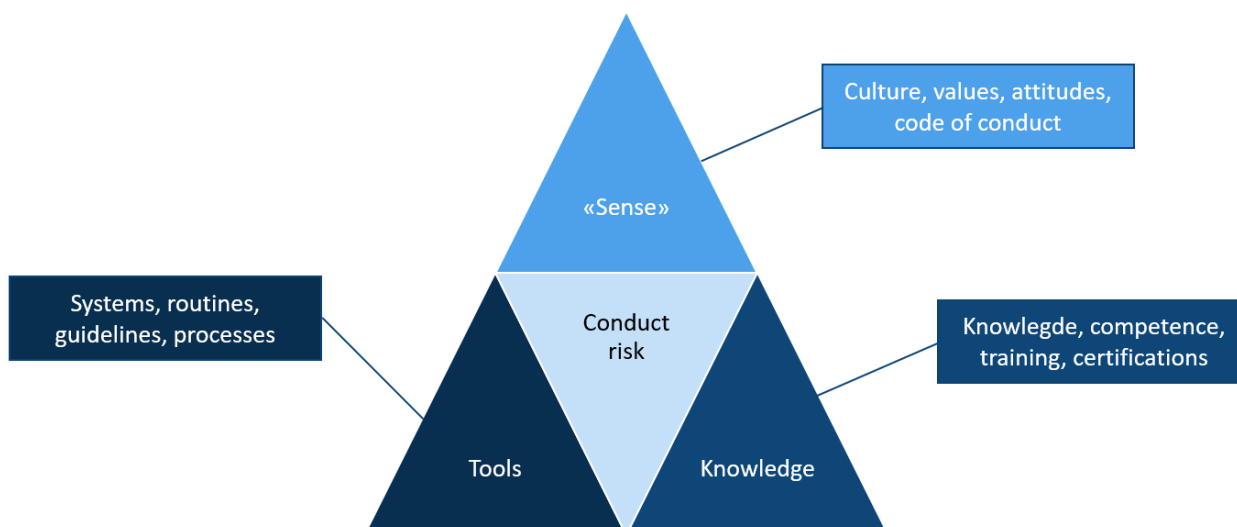 Culture, values, attitudes,
code of conduct
«Sense»
Systems, routines,
guidelines, processes
Conduct
risk
Knowlegde, competence,
training, certifications
Tools
Knowledge